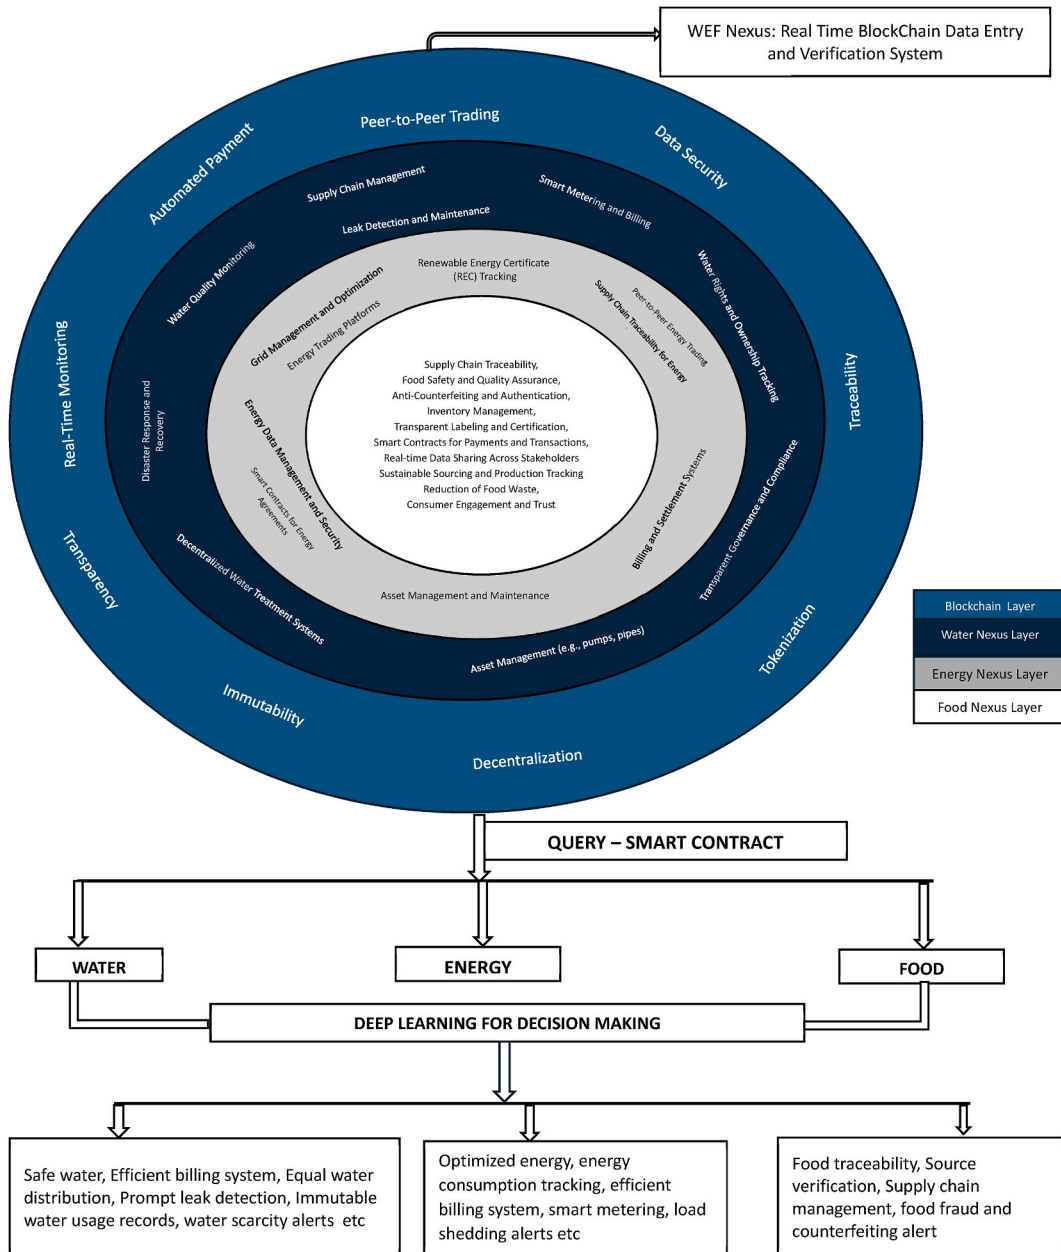 WEF Nexus: Real Time BlockChain Data Entry
and Verification System
Peer-to-Peer Trading
Automated Payment
Data Security
Real-Time Monitoring
Traceability
Transparency
Tokenization
Immutability
Decentralization
Supply Chain Management
Smart Metering and Billing
Leak Detection and Maintenance
Water Quality Monitoring
Water Rights and Ownership Tracking
Disaster Response and
Recovery
Transparent Governance and Compliance
Decentralized Water Treatment Systems
Asset Management (e.g., pumps, pipes)
Renewable Energy Certificate
(REC) Tracking
Grid Management and Optimization
Energy Trading Platforms
Peer-to-Peer Energy Trading
Supply Chain Traceability for Energy
Energy Data Management and Security
Smart Contracts for Energy
Agreements
Billing and Settlement Systems
Asset Management and Maintenance
Supply Chain Traceability,
Food Safety and Quality Assurance,
Anti-Counterfeiting and Authentication,
Inventory Management,
Transparent Labeling and Certification,
Smart Contracts for Payments and Transactions,
Real-time Data Sharing Across Stakeholders
Sustainable Sourcing and Production Tracking
Reduction of Food Waste,
Consumer Engagement and Trust
Blockchain Layer
Water Nexus Layer
Energy Nexus Layer
Food Nexus Layer
QUERY – SMART CONTRACT
WATER
ENERGY
FOOD
DEEP LEARNING FOR DECISION MAKING
Safe water, Efficient billing system, Equal water
distribution, Prompt leak detection, Immutable
water usage records, water scarcity alerts etc
Optimized energy, energy
consumption tracking, efficient
billing system, smart metering, load
shedding alerts etc
Food traceability, Source
verification, Supply chain
management, food fraud and
counterfeiting alert